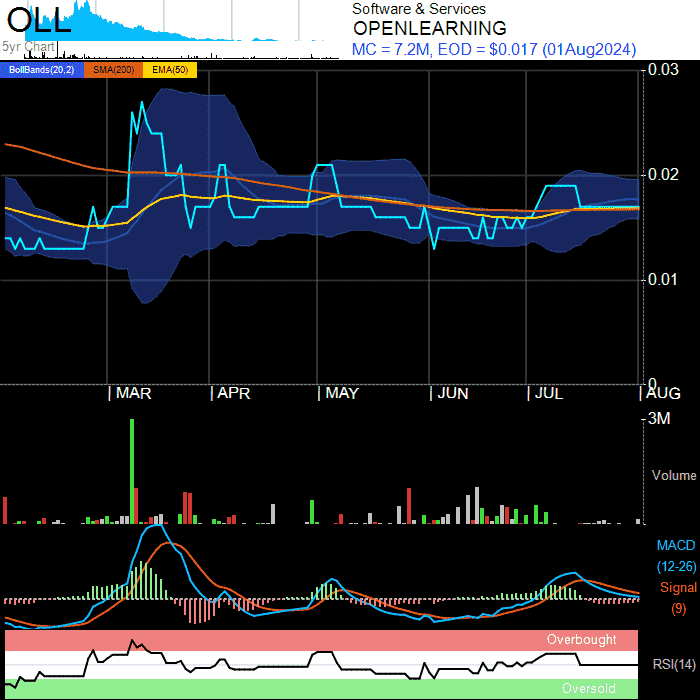 OLL
5yr Chart
Software & Services
OPENLEARNING
MC = 7.2M, EOD = $0.017 (01Aug2024)
BollBands(20,2) SMA(200) EMA(50)
0.03
0.02
0.01
0
MAR APR MAY JUN JUL AUG
3M
Volume
MACD
(12-26)
Signal
(9)
Overbought
RSI(14)
Oversold